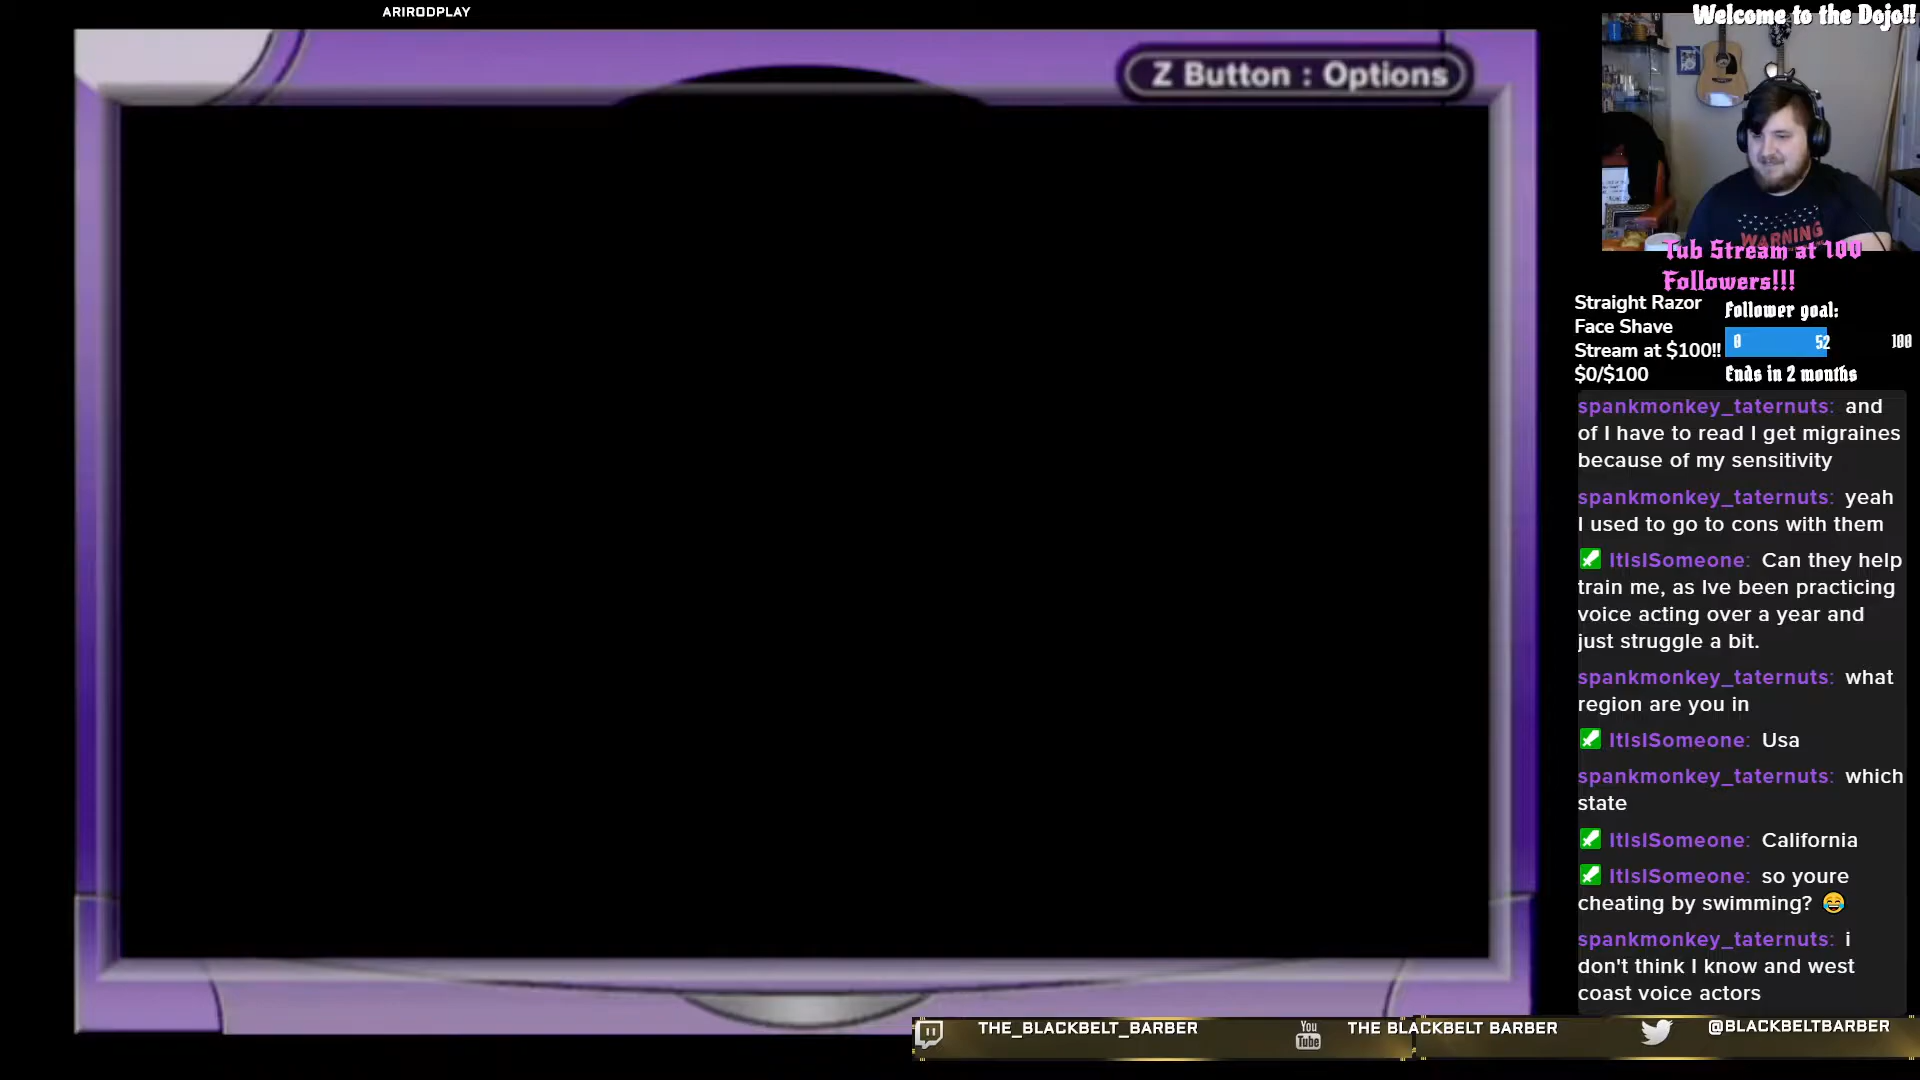 ARIRODPLAY
Welcome to the Dojo!!
Z Button : Options
WARNING
Tub Stream at 100
Followers!!!
Straight Razor
Face Shave
Stream at $100!!
$0/$100
Follower goal:
0 52 100
Ends in 2 months
spankmonkey_taternuts: and
of I have to read I get migraines
because of my sensitivity
spankmonkey_taternuts: yeah
I used to go to cons with them
ItIsISomeone: Can they help
train me, as Ive been practicing
voice acting over a year and
just struggle a bit.
spankmonkey_taternuts: what
region are you in
ItIsISomeone: Usa
spankmonkey_taternuts: which
state
ItIsISomeone: California
ItIsISomeone: so youre
cheating by swimming? 😂
spankmonkey_taternuts: i
don't think I know and west
coast voice actors
THE_BLACKBELT_BARBER
You
Tube
THE BLACKBELT BARBER
@BLACKBELTBARBER